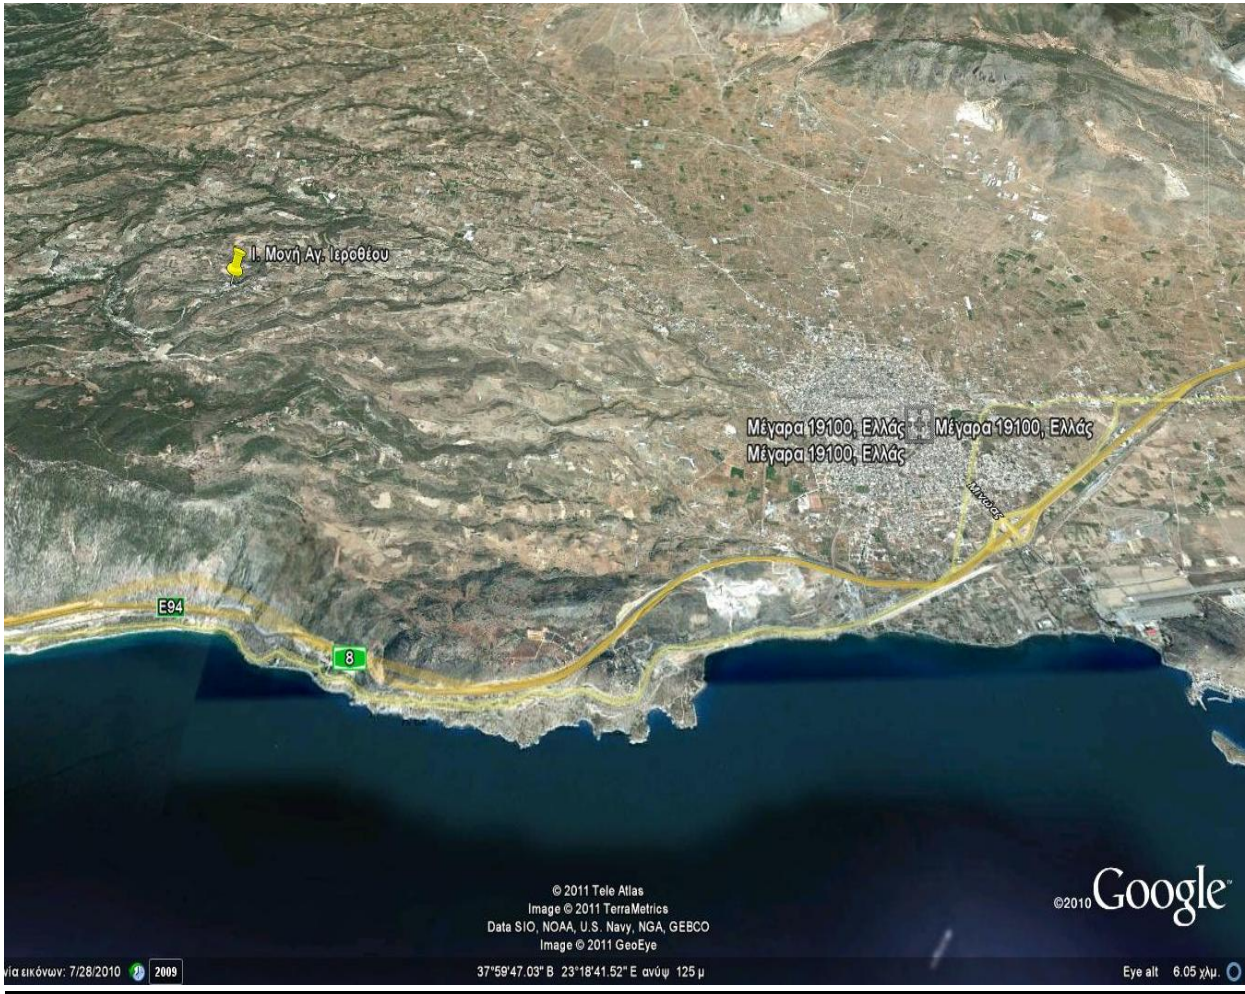 Ι. Μονή Αγ. Ιεροθέου
Μέγαρα 19100, Ελλάς
Μέγαρα 19100, Ελλάς
Μέγαρα 19100, Ελλάς
Μίνωας
E94
8
© 2011 Tele Atlas
Image © 2011 TerraMetrics
Data SIO, NOAA, U.S. Navy, NGA, GEBCO
Image © 2011 GeoEye
©2010 Google™
νία εικόνων: 7/28/2010 2009
37°59'47.03" Β 23°18'41.52" Ε ανύψ 125 μ
Eye alt 6.05 χλμ.